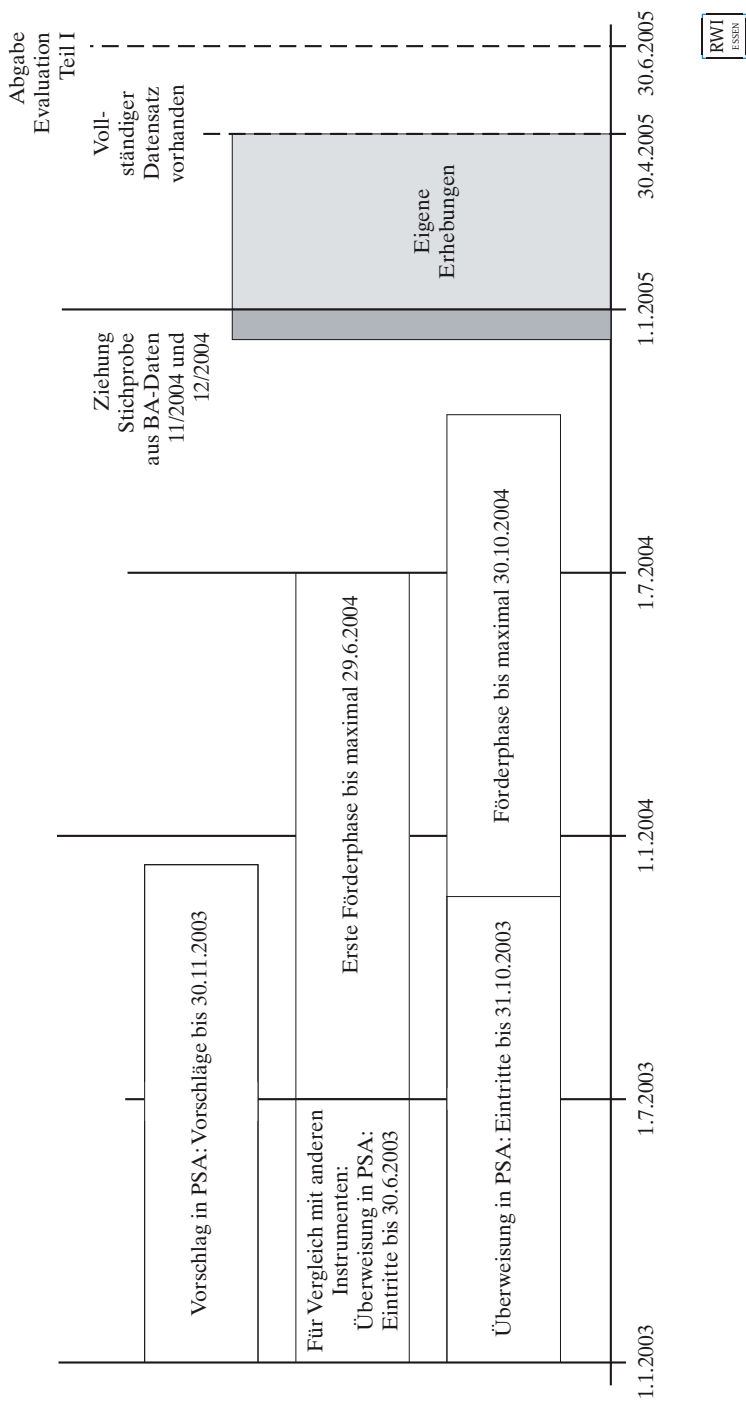 Abgabe
Evaluation
Teil I
Voll-
ständiger
Datensatz
vorhanden
Ziehung
Stichprobe
aus BA-Daten
11/2004 und
12/2004
Vorschlag in PSA: Vorschläge bis 30.11.2003
Für Vergleich mit anderen
Instrumenten:
Überweisung in PSA:
Eintritte bis 30.6.2003
Erste Förderphase bis maximal 29.6.2004
Eigene
Erhebungen
Überweisung in PSA: Eintritte bis 31.10.2003
Förderphase bis maximal 30.10.2004
1.1.2003
1.7.2003
1.1.2004
1.7.2004
1.1.2005
30.4.2005
30.6.2005
RWI
ESSEN